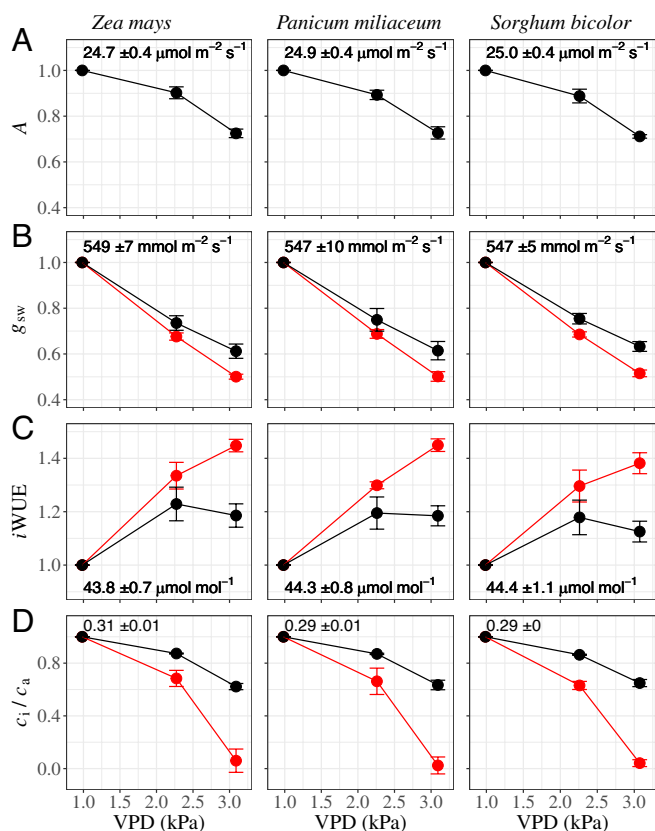 Zea mays Panicum miliaceum Sorghum bicolor
A
24.7 ±0.4 μmol m⁻² s⁻¹ 24.9 ±0.4 μmol m⁻² s⁻¹ 25.0 ±0.4 μmol m⁻² s⁻¹
1.0
0.8
A
0.6
0.4
B
549 ±7 mmol m⁻² s⁻¹ 547 ±10 mmol m⁻² s⁻¹ 547 ±5 mmol m⁻² s⁻¹
1.0
0.8
gsw
0.6
0.4
C
1.4
iWUE
1.2
1.0
43.8 ±0.7 μmol mol⁻¹ 44.3 ±0.8 μmol mol⁻¹ 44.4 ±1.1 μmol mol⁻¹
D
0.31 ±0.01 0.29 ±0.01 0.29 ±0
0.8
ci / ca
0.4
0.0
1.0 1.5 2.0 2.5 3.0 1.0 1.5 2.0 2.5 3.0 1.0 1.5 2.0 2.5 3.0
VPD (kPa) VPD (kPa) VPD (kPa)